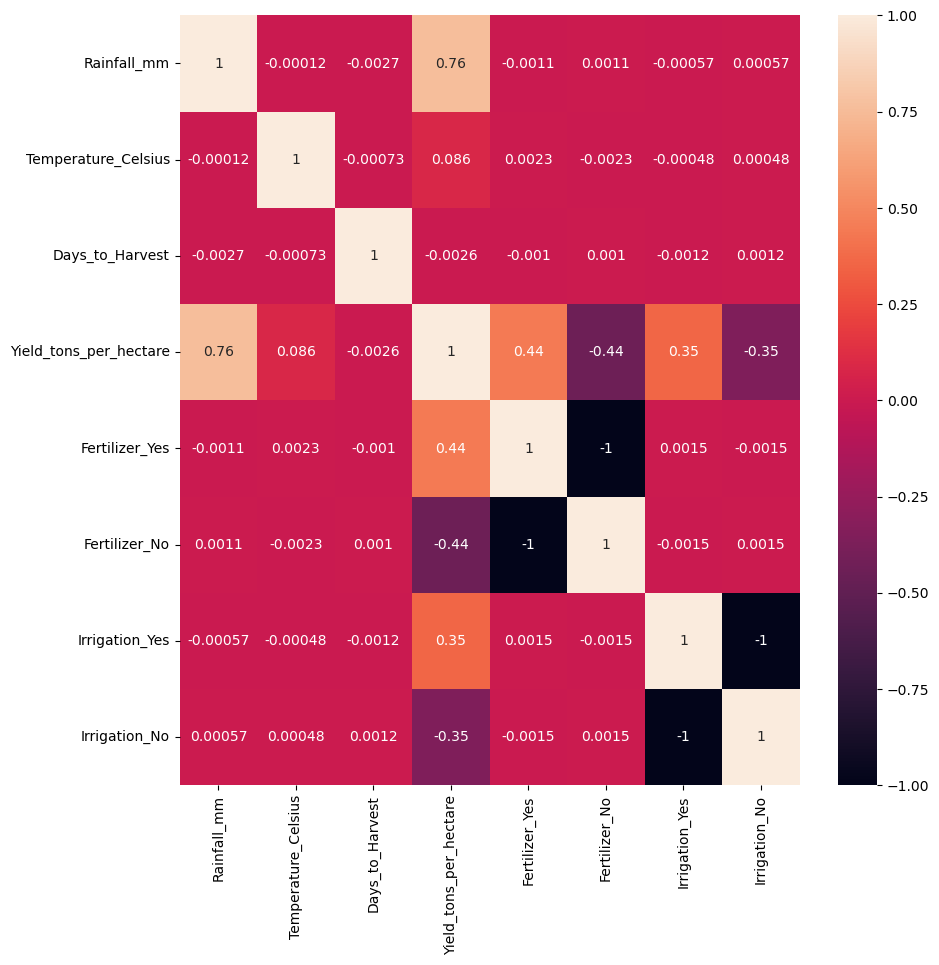 Rainfall_mm 1 -0.00012 -0.0027 0.76 -0.0011 0.0011 -0.00057 0.00057
Temperature_Celsius -0.00012 1 -0.00073 0.086 0.0023 -0.0023 -0.00048 0.00048
Days_to_Harvest -0.0027 -0.00073 1 -0.0026 -0.001 0.001 -0.0012 0.0012
Yield_tons_per_hectare 0.76 0.086 -0.0026 1 0.44 -0.44 0.35 -0.35
Fertilizer_Yes -0.0011 0.0023 -0.001 0.44 1 -1 0.0015 -0.0015
Fertilizer_No 0.0011 -0.0023 0.001 -0.44 -1 1 -0.0015 0.0015
Irrigation_Yes -0.00057 -0.00048 -0.0012 0.35 0.0015 -0.0015 1 -1
Irrigation_No 0.00057 0.00048 0.0012 -0.35 -0.0015 0.0015 -1 1
Rainfall_mm
Temperature_Celsius
Days_to_Harvest
Yield_tons_per_hectare
Fertilizer_Yes
Fertilizer_No
Irrigation_Yes
Irrigation_No
1.00
0.75
0.50
0.25
0.00
−0.25
−0.50
−0.75
−1.00